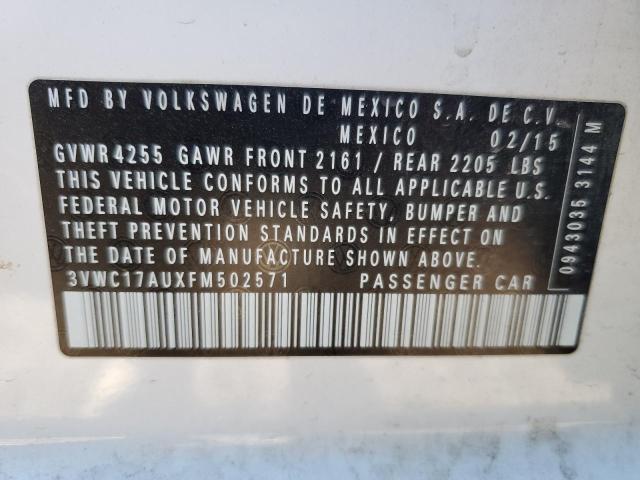 MFD BY VOLKSWAGEN DE MEXICO S.A. DE C.V.
MEXICO 02/15
GVWR 4255 GAWR FRONT 2161 / REAR 2205 LBS
THIS VEHICLE CONFORMS TO ALL APPLICABLE U.S.
FEDERAL MOTOR VEHICLE SAFETY, BUMPER AND
THEFT PREVENTION STANDARDS IN EFFECT ON
THE DATE OF MANUFACTURE SHOWN ABOVE.
3VWC17AUXFM502571 PASSENGER CAR
0943035 3144 M